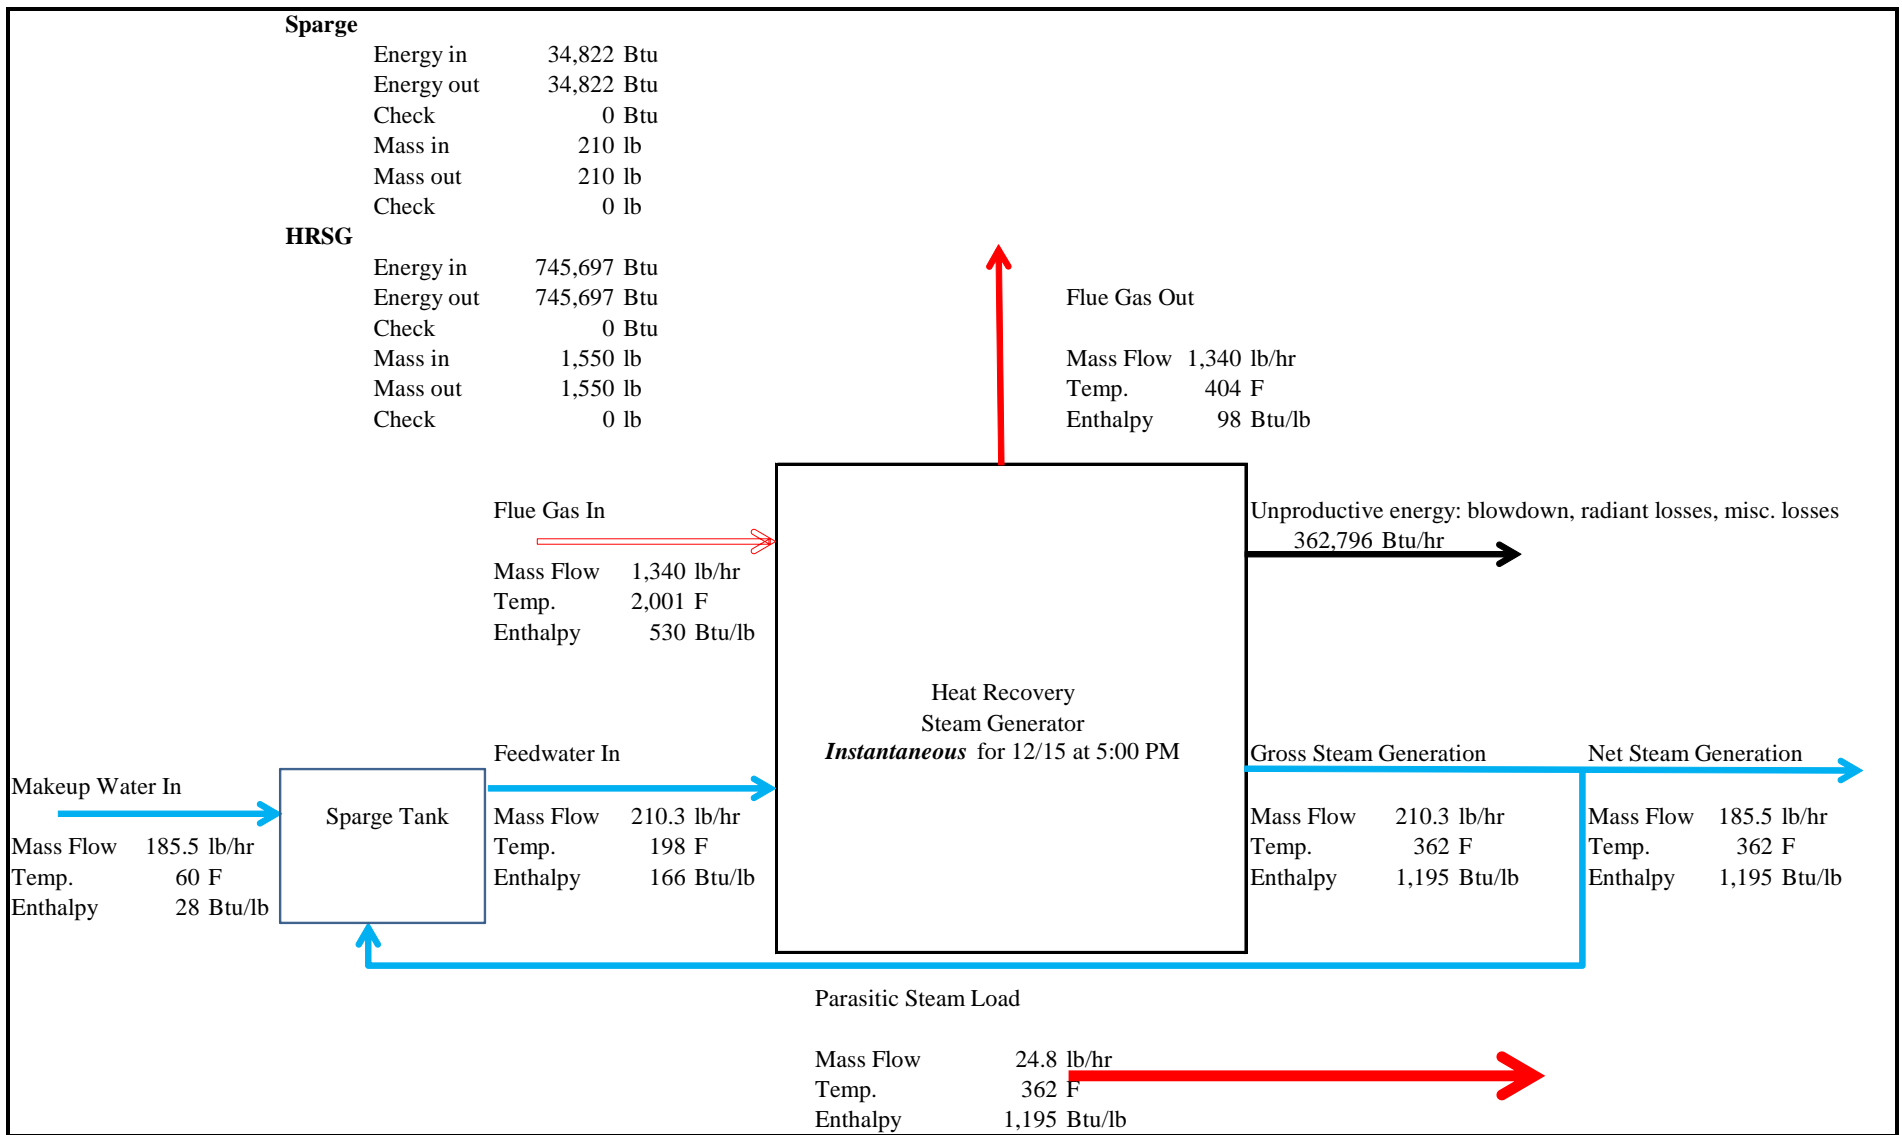 Sparge
Energy in 34,822 Btu
Energy out 34,822 Btu
Check 0 Btu
Mass in 210 lb
Mass out 210 lb
Check 0 lb
HRSG
Energy in 745,697 Btu
Energy out 745,697 Btu
Check 0 Btu
Mass in 1,550 lb
Mass out 1,550 lb
Check 0 lb
Flue Gas Out
Mass Flow 1,340 lb/hr
Temp. 404 F
Enthalpy 98 Btu/lb
Flue Gas In
Mass Flow 1,340 lb/hr
Temp. 2,001 F
Enthalpy 530 Btu/lb
Unproductive energy: blowdown, radiant losses, misc. losses
362,796 Btu/hr
Heat Recovery
Steam Generator
Instantaneous for 12/15 at 5:00 PM
Makeup Water In
Mass Flow 185.5 lb/hr
Temp. 60 F
Enthalpy 28 Btu/lb
Sparge Tank
Feedwater In
Mass Flow 210.3 lb/hr
Temp. 198 F
Enthalpy 166 Btu/lb
Gross Steam Generation
Mass Flow 210.3 lb/hr
Temp. 362 F
Enthalpy 1,195 Btu/lb
Net Steam Generation
Mass Flow 185.5 lb/hr
Temp. 362 F
Enthalpy 1,195 Btu/lb
Parasitic Steam Load
Mass Flow 24.8 lb/hr
Temp. 362 F
Enthalpy 1,195 Btu/lb